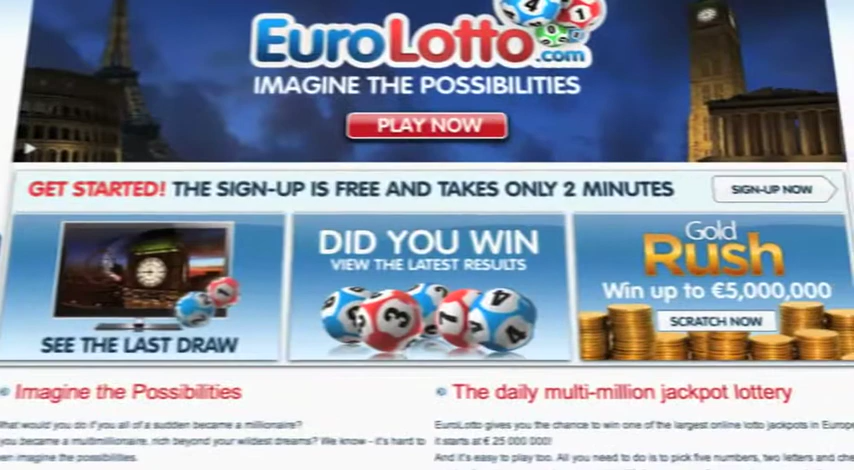 EuroLotto.com
IMAGINE THE POSSIBILITIES
PLAY NOW
GET STARTED! THE SIGN-UP IS FREE AND TAKES ONLY 2 MINUTES
SIGN-UP NOW
SEE THE LAST DRAW
DID YOU WIN
VIEW THE LATEST RESULTS
Gold
Rush
Win up to €5,000,000
SCRATCH NOW
Imagine the Possibilities
What would you do if you all of a sudden became a millionaire?
you became a multimillionaire, rich beyond your wildest dreams? We know - it's hard to
even imagine the possibilities.
The daily multi-million jackpot lottery
EuroLotto gives you the chance to win one of the largest online lottery jackpots in Europe
it starts at € 25 000 000!
And it's easy to play too. All you need to do is to pick five numbers, two letters and